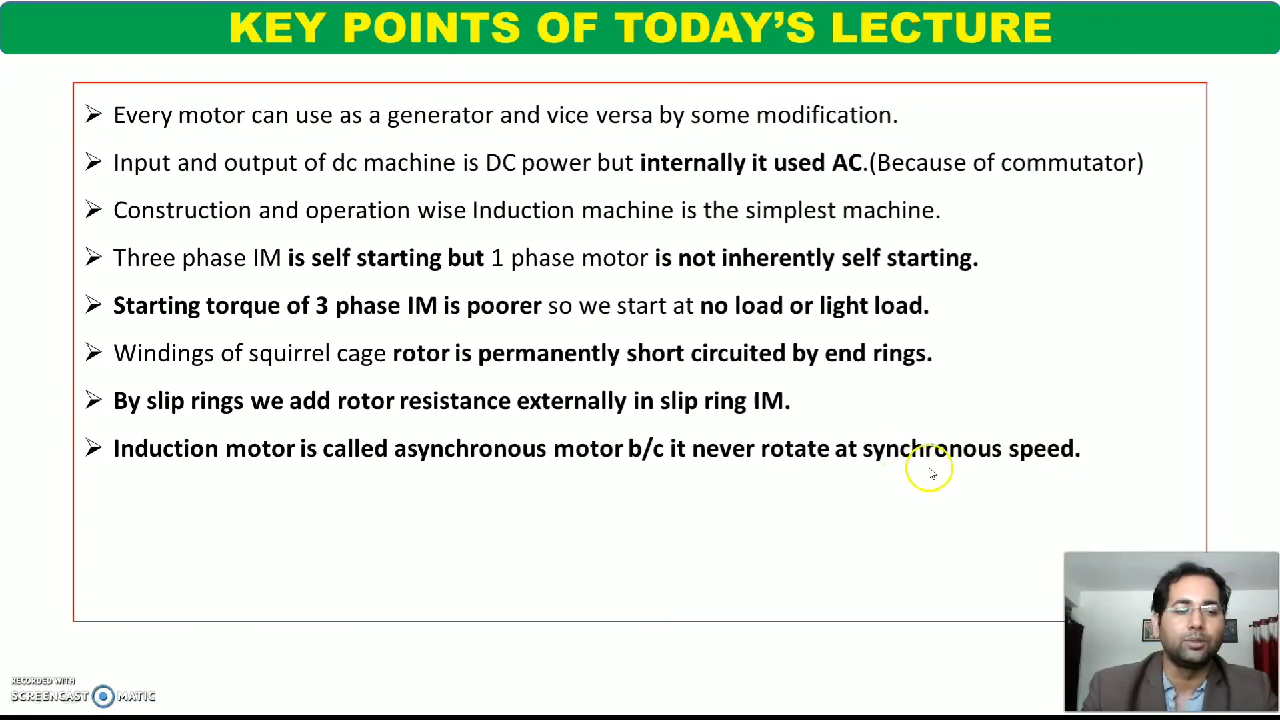 KEY POINTS OF TODAY'S LECTURE
Every motor can use as a generator and vice versa by some modification.
Input and output of dc machine is DC power but internally it used AC.(Because of commutator)
Construction and operation wise Induction machine is the simplest machine.
Three phase IM is self starting but 1 phase motor is not inherently self starting.
Starting torque of 3 phase IM is poorer so we start at no load or light load.
Windings of squirrel cage rotor is permanently short circuited by end rings.
By slip rings we add rotor resistance externally in slip ring IM.
Induction motor is called asynchronous motor b/c it never rotate at synchronous speed.
RECORDED WITH
SCREENCAST MATIC